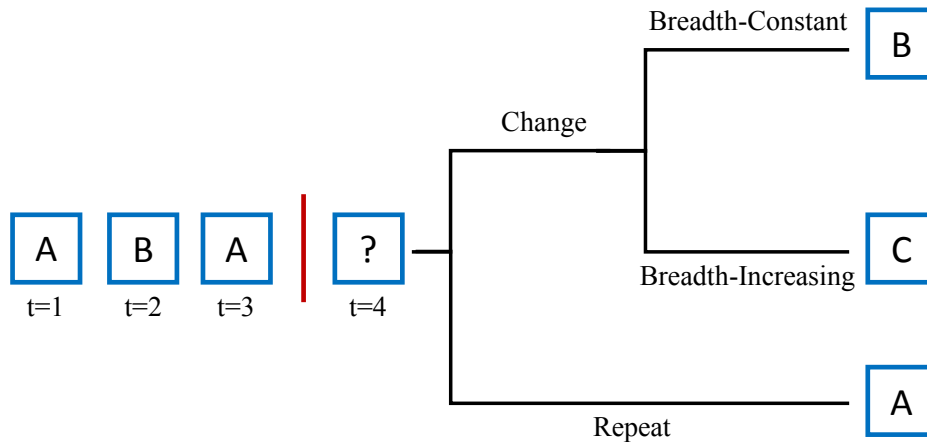 Breadth-Constant
B
Change
A
B
A
?
C
Breadth-Increasing
t=1
t=2
t=3
t=4
A
Repeat